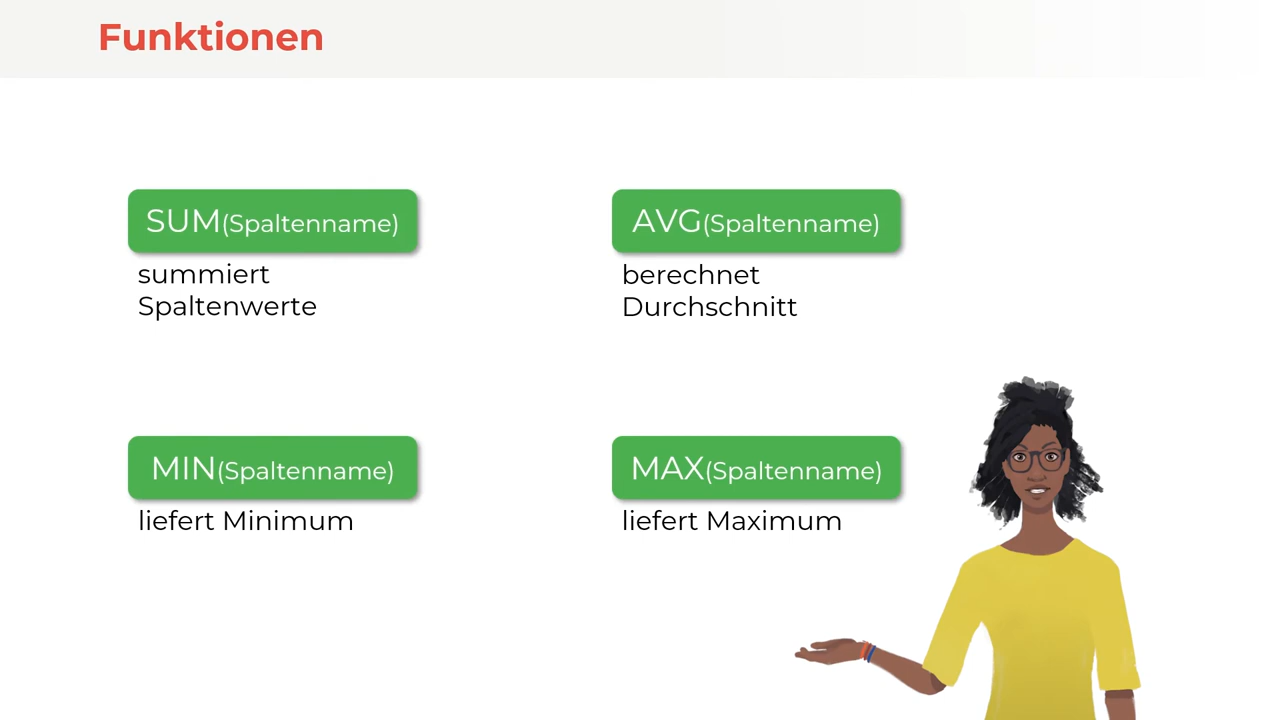 Funktionen
SUM(Spaltenname)
summiert
Spaltenwerte
AVG(Spaltenname)
berechnet
Durchschnitt
MIN(Spaltenname)
liefert Minimum
MAX(Spaltenname)
liefert Maximum